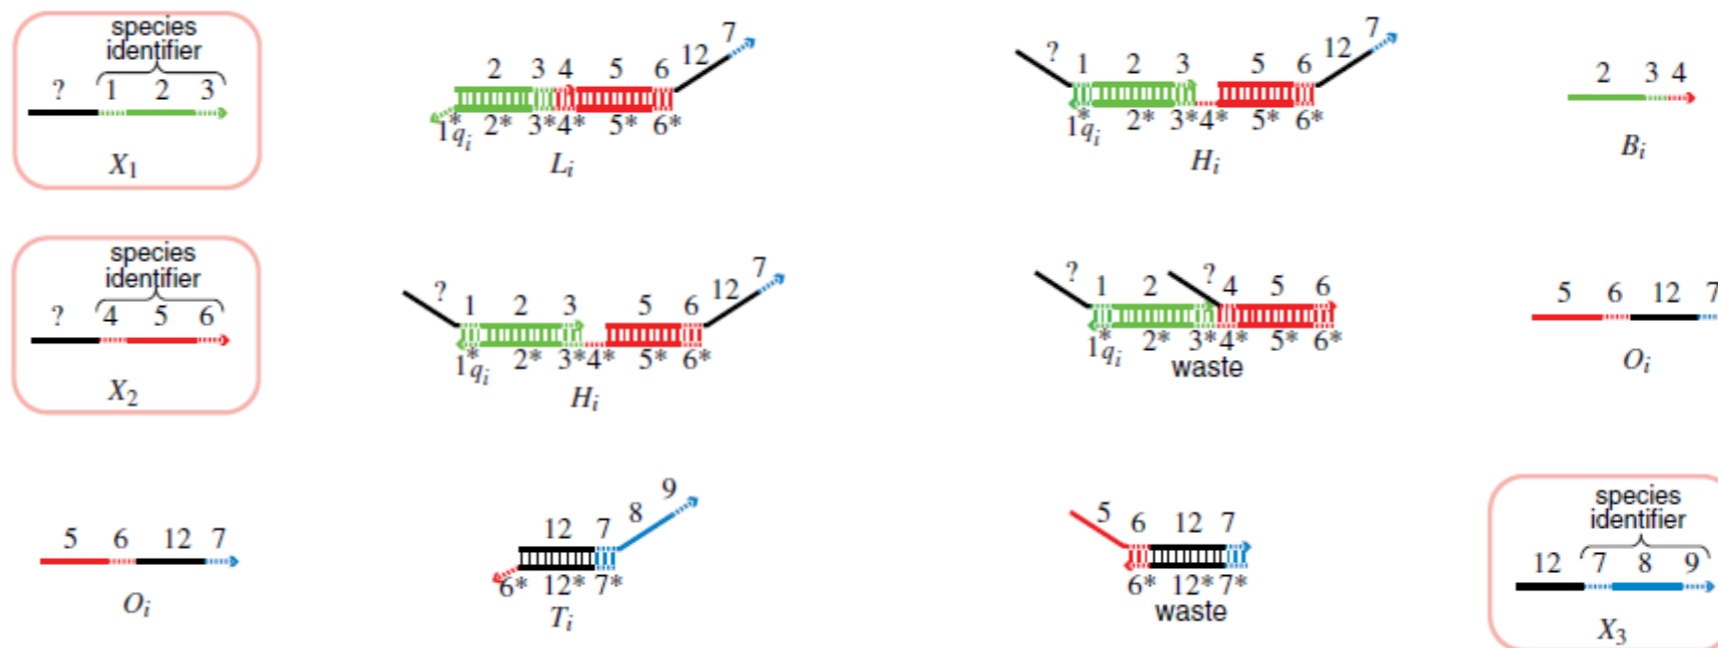 species
identifier
? 1 2 3
X1
2 3 4 5 6 12 7
1* qi 2* 3* 4* 5* 6*
Li
? 1 2 3 5 6 12 7
1* qi 2* 3* 4* 5* 6*
Hi
2 3 4
Bi
species
identifier
? 4 5 6
X2
? 1 2 3 5 6 12 7
1* qi 2* 3* 4* 5* 6*
Hi
? 1 2 ? 4 5 6
1* qi 2* 3* 4* 5* 6*
waste
5 6 12 7
Oi
5 6 12 7
Oi
12 7 8 9
6* 12* 7*
Ti
5 6 12 7
6* 12* 7*
waste
species
identifier
12 7 8 9
X3